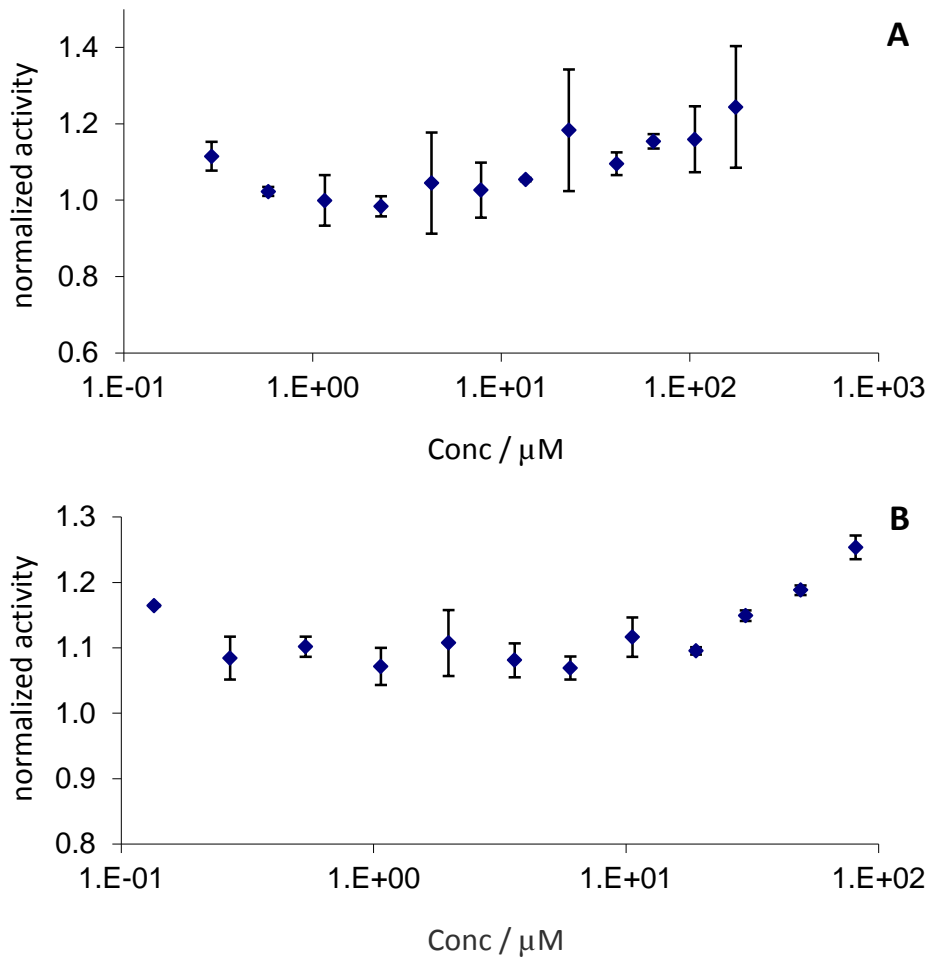 A
normalized activity
1.4
1.2
1.0
0.8
0.6
1.E-01 1.E+00 1.E+01 1.E+02 1.E+03
Conc / μM
B
normalized activity
1.3
1.2
1.1
1.0
0.9
0.8
1.E-01 1.E+00 1.E+01 1.E+02
Conc / μM